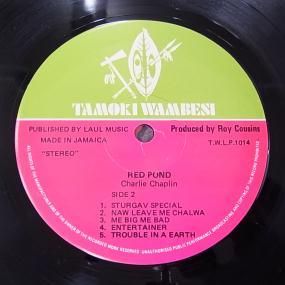 TAMOKI WAMBESI
PUBLISHED BY LAUL MUSIC
Produced by Roy Cousins
MADE IN JAMAICA
T.W.L.P.1014
"STEREO"
RED POND
Charlie Chaplin
SIDE 2
1. STURGAV SPECIAL
2. NAW LEAVE ME CHALWA
3. ME BIG ME BAD
4. ENTERTAINER
5. TROUBLE IN A EARTH